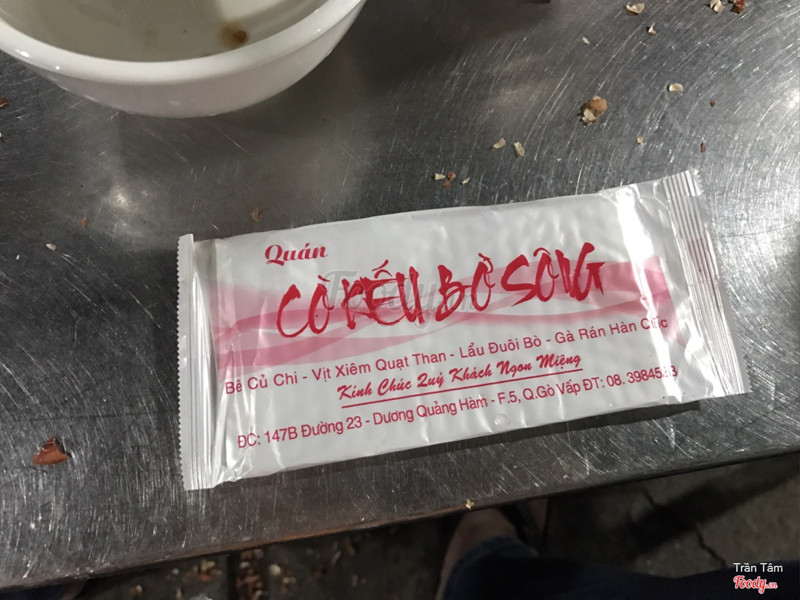 Quán
CÒ KẾU BỜ SÔNG
Bê Củ Chi - Vịt Xiêm Quạt Than - Lẩu Đuôi Bò - Gà Rán Hàn Quốc
Kính Chúc Quý Khách Ngon Miệng
ĐC: 147B Đường 23 - Dương Quảng Hàm - F.5, Q.Gò Vấp ĐT: 08.
Foody.vn
Trần Tâm
Foody.vn